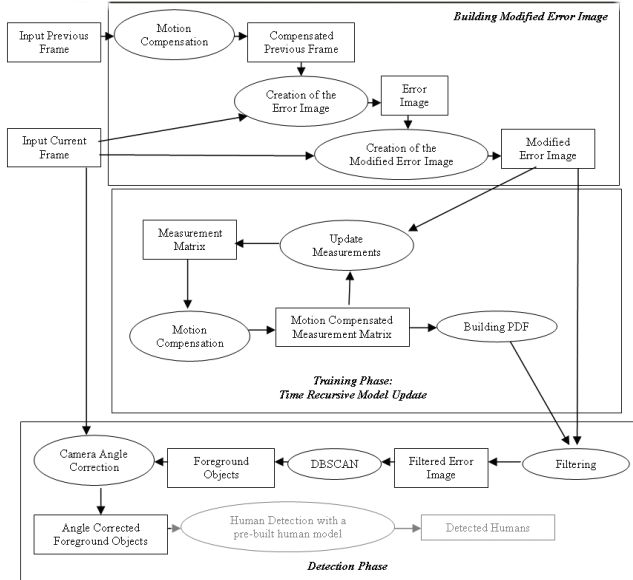 Building Modified Error Image
Input Previous
Frame
Motion
Compensation
Compensated
Previous Frame
Creation of the
Error Image
Error
Image
Input Current
Frame
Creation of the
Modified Error Image
Modified
Error Image
Measurement
Matrix
Update
Measurements
Motion
Compensation
Motion Compensated
Measurement Matrix
Building PDF
Training Phase:
Time Recursive Model Update
Camera Angle
Correction
Foreground
Objects
DBSCAN
Filtered Error
Image
Filtering
Angle Corrected
Foreground Objects
Human Detection with a
pre-built human model
Detected Humans
Detection Phase